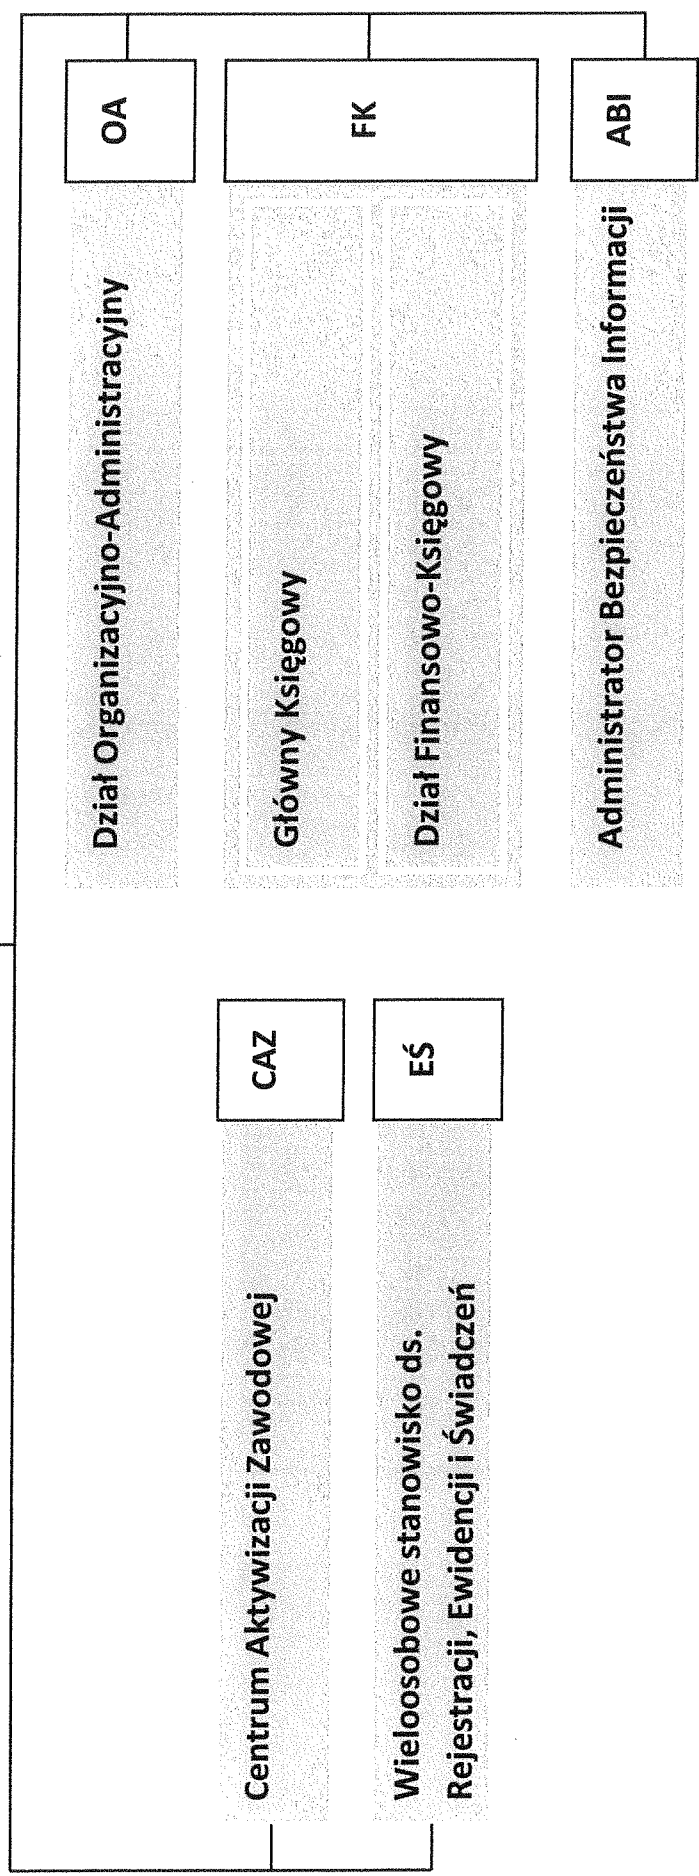 Centrum Aktywizacji Zawodowej
CAZ
Wieloosobowe stanowisko ds.
Rejestracji, Ewidencji i Świadczeń
EŚ
Dział Organizacyjno-Administracyjny
OA
Główny Księgowy
Dział Finansowo-Księgowy
FK
Administrator Bezpieczeństwa Informacji
ABI